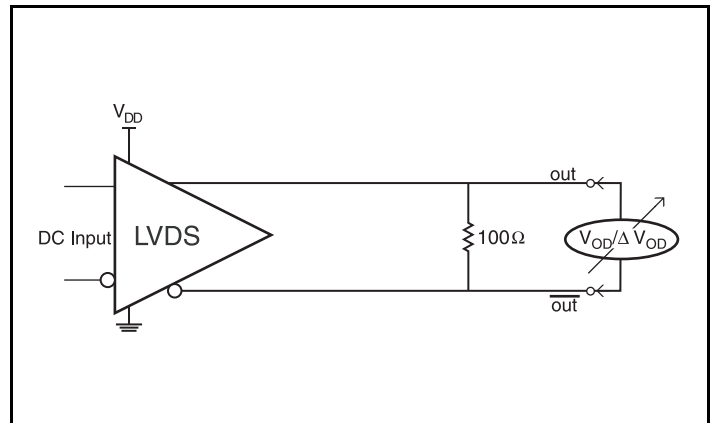 V_DD
out
DC Input LVDS
100Ω
V_OD/Δ V_OD
out